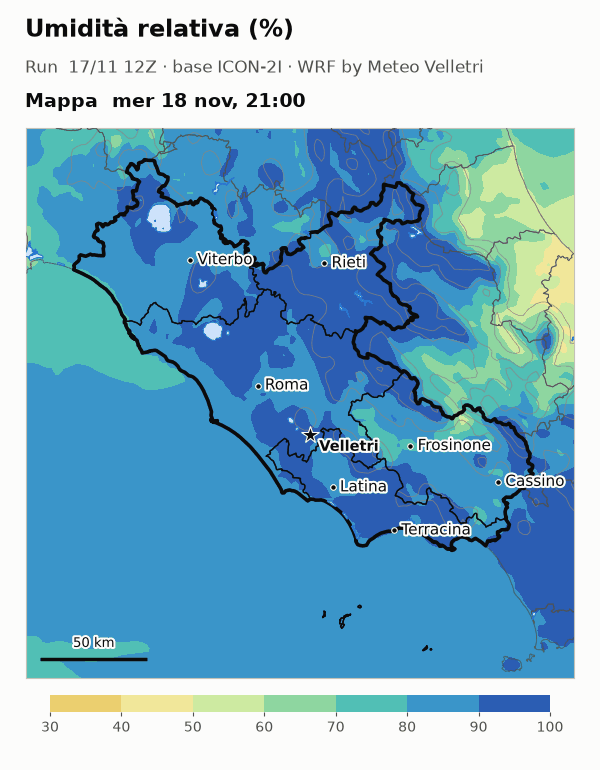 Umidità relativa (%)
Run  17/11 12Z · base ICON-2I · WRF by Meteo Velletri
Mappa  mer 18 nov, 21:00
Viterbo
Rieti
Roma
Velletri
Frosinone
Cassino
Latina
Terracina
50 km
30 40 50 60 70 80 90 100